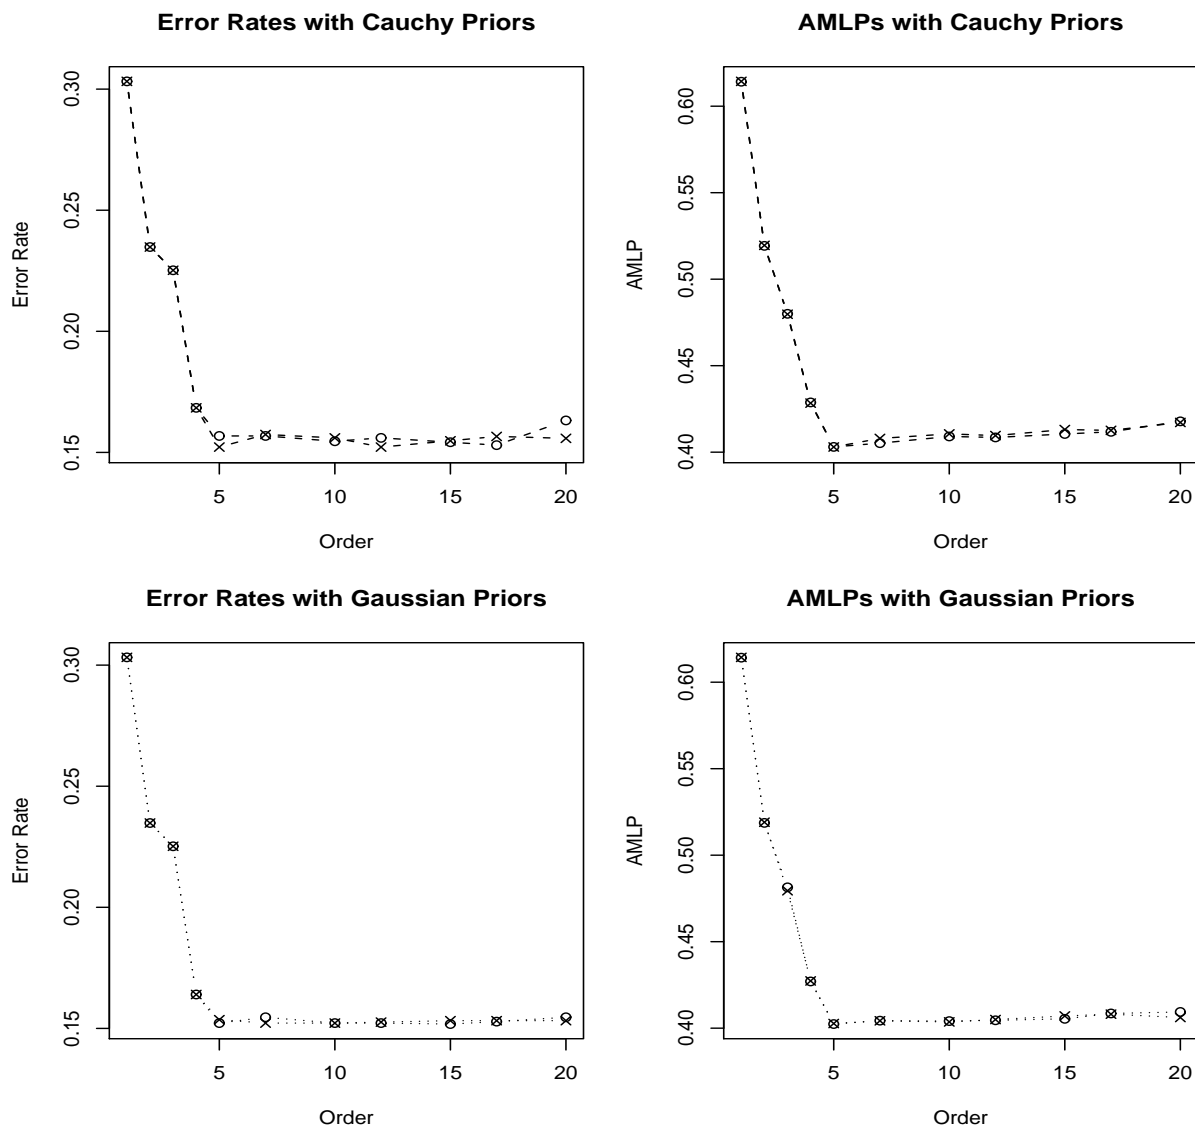 Error Rates with Cauchy Priors
Error Rate
0.30
0.25
0.20
0.15
5 10 15 20
Order
AMLPs with Cauchy Priors
AMLP
0.60
0.55
0.50
0.45
0.40
5 10 15 20
Order
Error Rates with Gaussian Priors
Error Rate
0.30
0.25
0.20
0.15
5 10 15 20
Order
AMLPs with Gaussian Priors
AMLP
0.60
0.55
0.50
0.45
0.40
5 10 15 20
Order